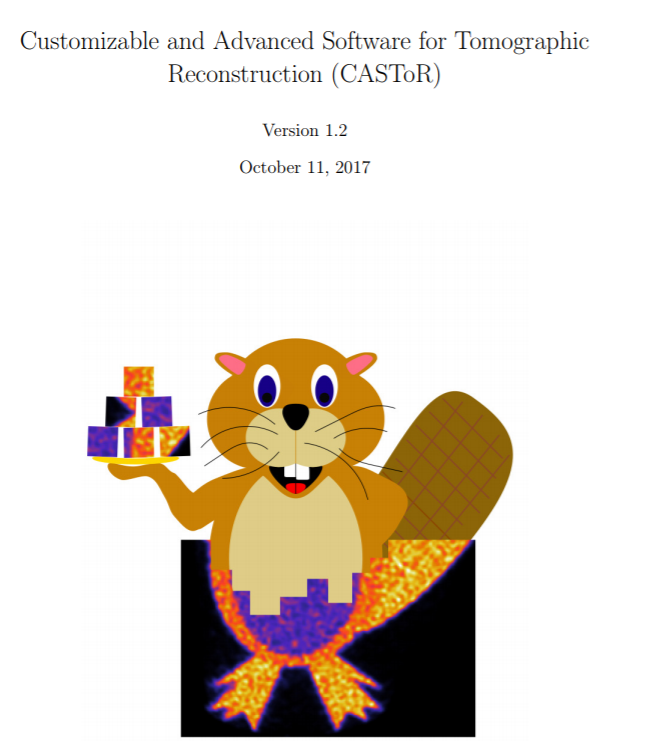 Customizable and Advanced Software for Tomographic
Reconstruction (CASToR)
Version 1.2
October 11, 2017